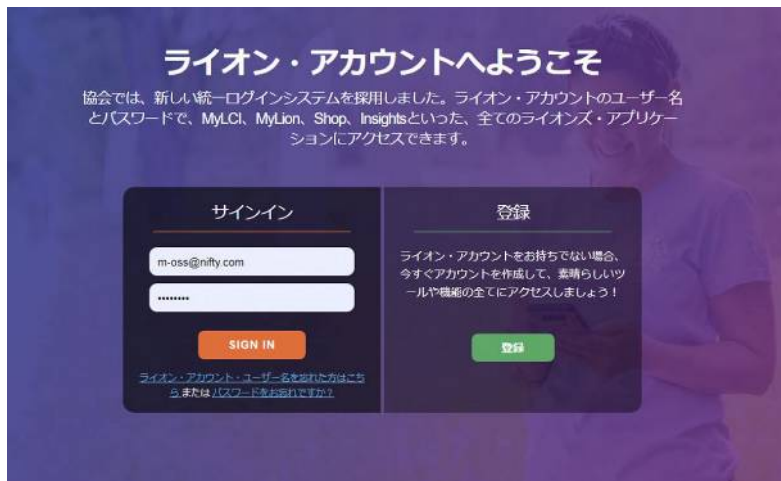 ライオン・アカウントへようこそ
協会では、新しい統一ログインシステムを採用しました。ライオン・アカウントのユーザー名
とパスワードで、MyLCI、MyLion、Shop、Insightsといった、全てのライオンズ・アプリケー
ションにアクセスできます。
サインイン
m-oss@nifty.com
••••••••
SIGN IN
ライオン・アカウント・ユーザー名を忘れた方はこち
ら または パスワードをお忘れですか？
登録
ライオン・アカウントをお持ちでない場合、
今すぐアカウントを作成して、素晴らしいツ
ールや機能の全てにアクセスしましょう！
登録